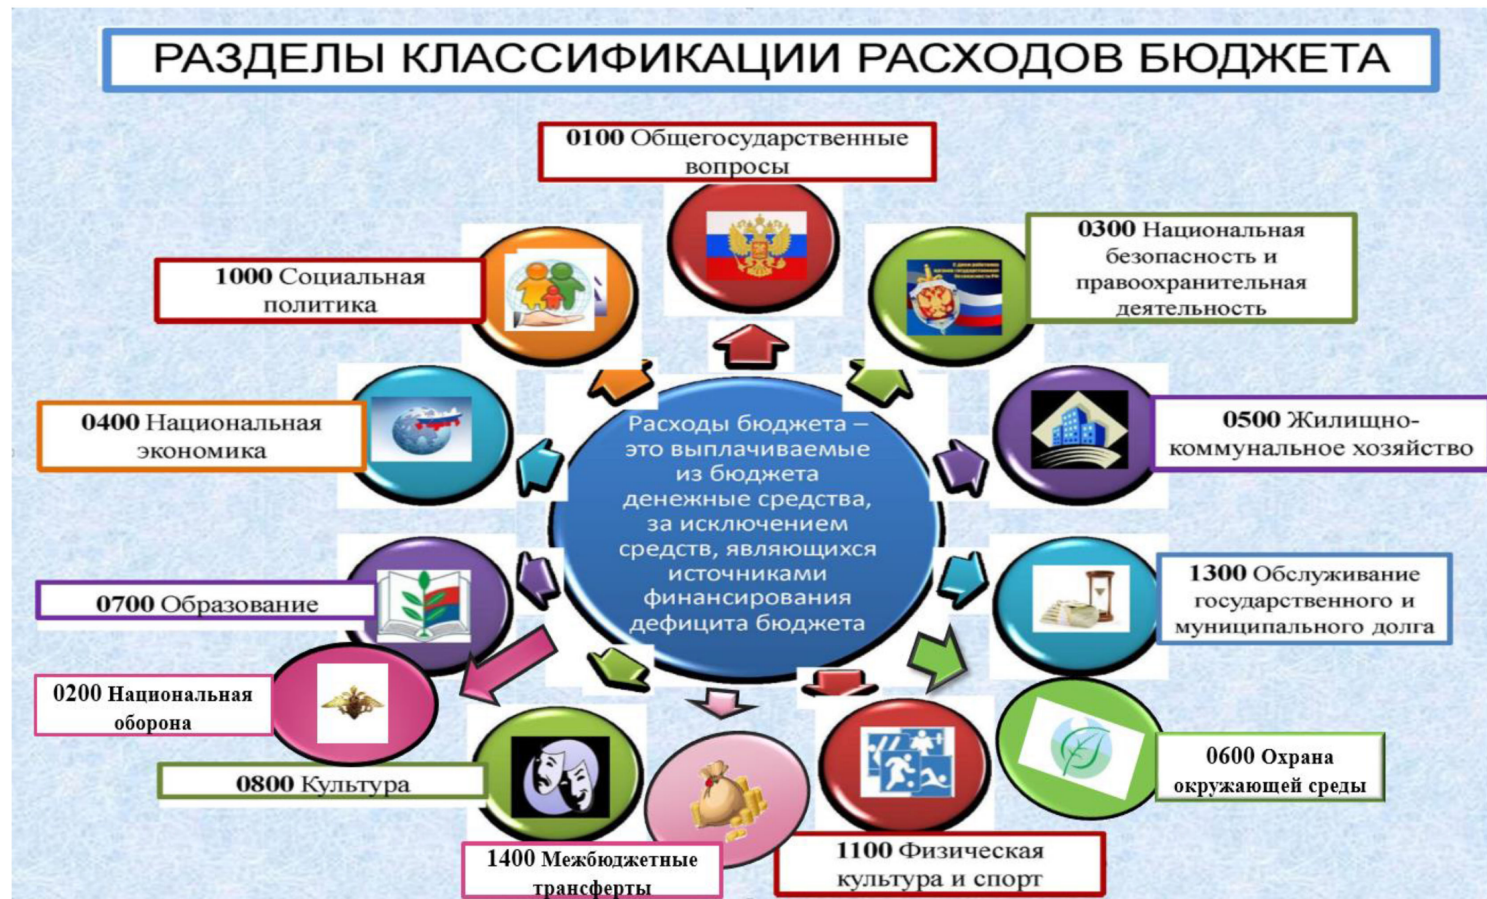 РАЗДЕЛЫ КЛАССИФИКАЦИИ РАСХОДОВ БЮДЖЕТА
0100 Общегосударственные
вопросы
0300 Национальная
безопасность и
правоохранительная
деятельность
1000 Социальная
политика
0400 Национальная
экономика
0500 Жилищно-
коммунальное хозяйство
Расходы бюджета –
это выплачиваемые
из бюджета
денежные средства,
за исключением
средств, являющихся
источниками
финансирования
дефицита бюджета
0700 Образование
1300 Обслуживание
государственного и
муниципального долга
0200 Национальная
оборона
0800 Культура
0600 Охрана
окружающей среды
1400 Межбюджетные
трансферты
1100 Физическая
культура и спорт